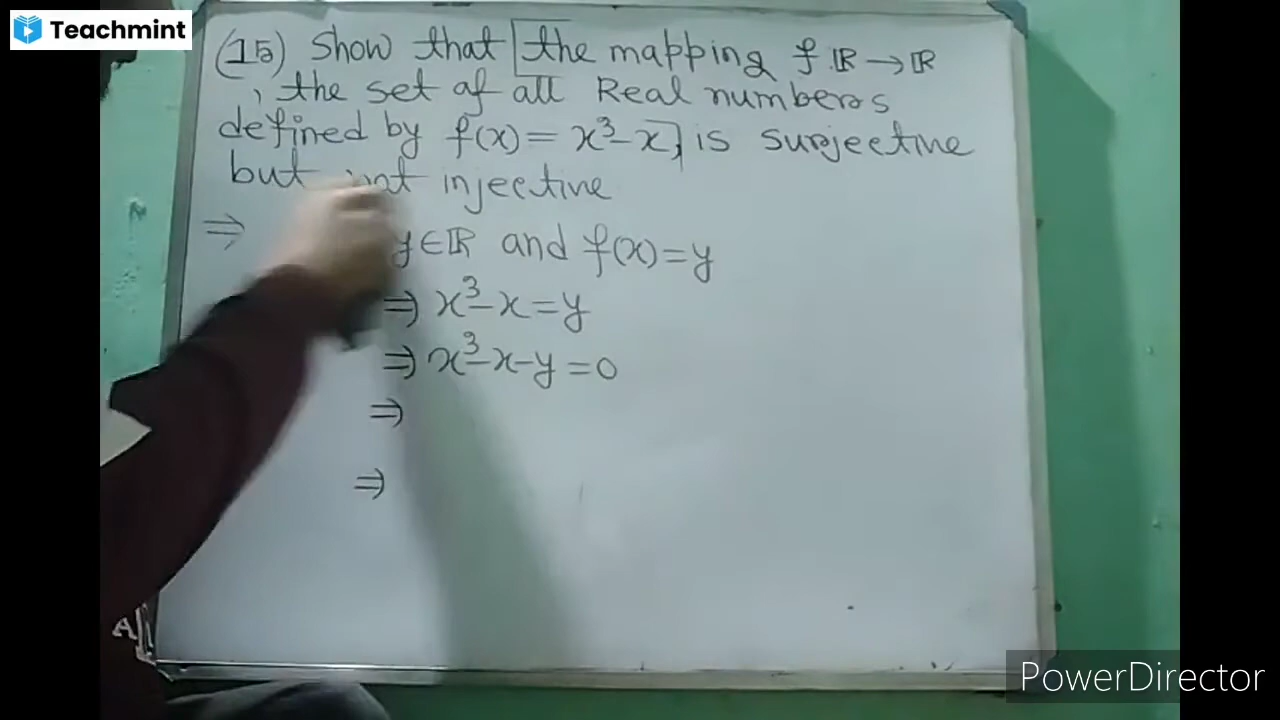 Teachmint
(15) Show that the mapping f: ℝ → ℝ
, the set of all Real numbers
defined by f(x) = x³-x, is surjective
but not injective
⇒ y∈ℝ and f(x)=y
⇒ x³-x=y
⇒ x³-x-y=0
⇒
⇒
A
PowerDirector